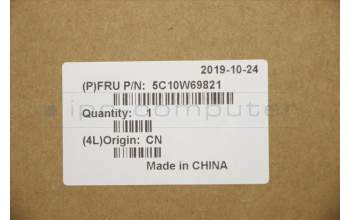 2019-10-24
(P)FRU P/N: 5C10W69821
Quantity: 1
(4L)Origin: CN
Made in CHINA